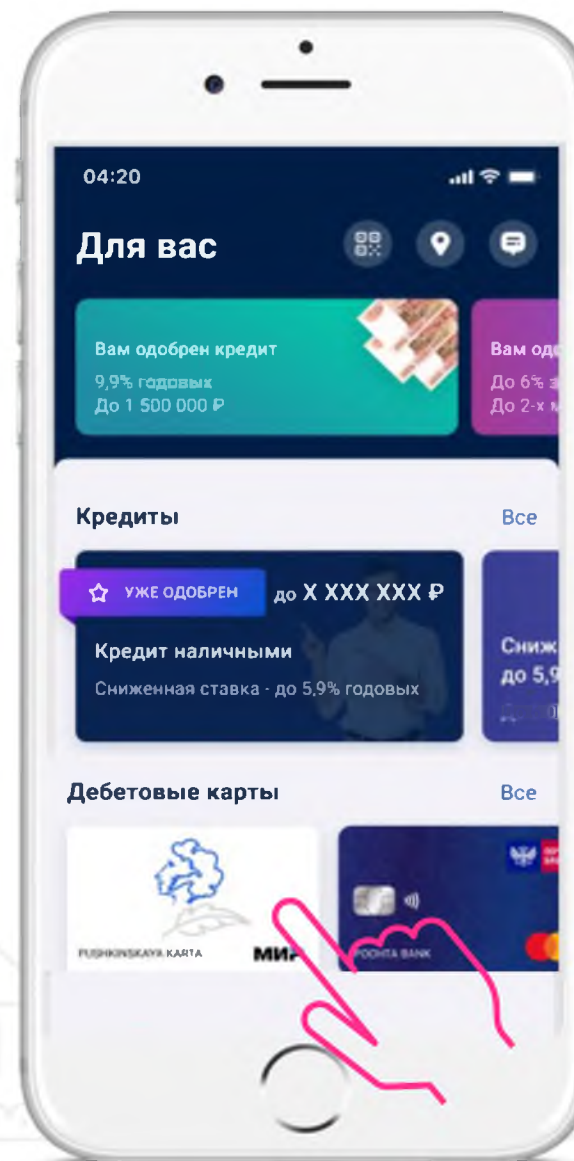 04:20
Для вас
Вам одобрен кредит
9,9% годовых
До 1 500 000 ₽
Вам одо
До 6% з
До 2-х м
Кредиты
Все
УЖЕ ОДОБРЕН
до X XXX XXX ₽
Кредит наличными
Сниженная ставка - до 5,9% годовых
Сниж
до 5,9
Дебетовые карты
Все
PUSHKINSKAYA KARTA
МИР
POCHTA BANK